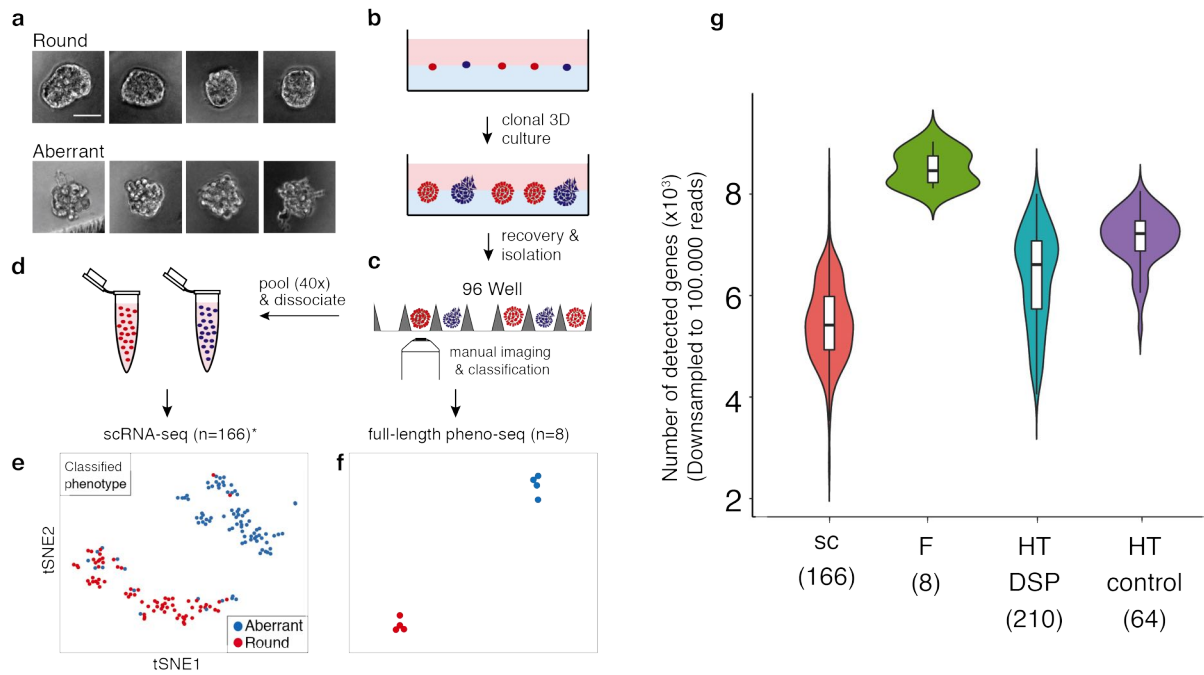 a
Round
Aberrant
b
clonal 3D
culture
recovery &
isolation
c
96 Well
manual imaging
& classification
full-length pheno-seq (n=8)
d
pool (40x)
& dissociate
scRNA-seq (n=166)*
e
Classified
phenotype
Aberrant
Round
tSNE2
tSNE1
f
g
Number of detected genes (x10³)
(Downsampled to 100.000 reads)
8
6
4
2
sc
(166)
F
(8)
HT
DSP
(210)
HT
control
(64)